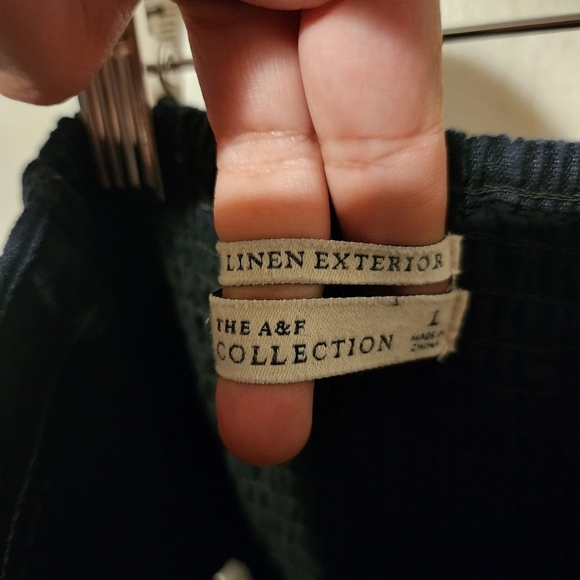 LINEN EXTERIOR
THE A&F
COLLECTION
L
MADE IN
CHINA